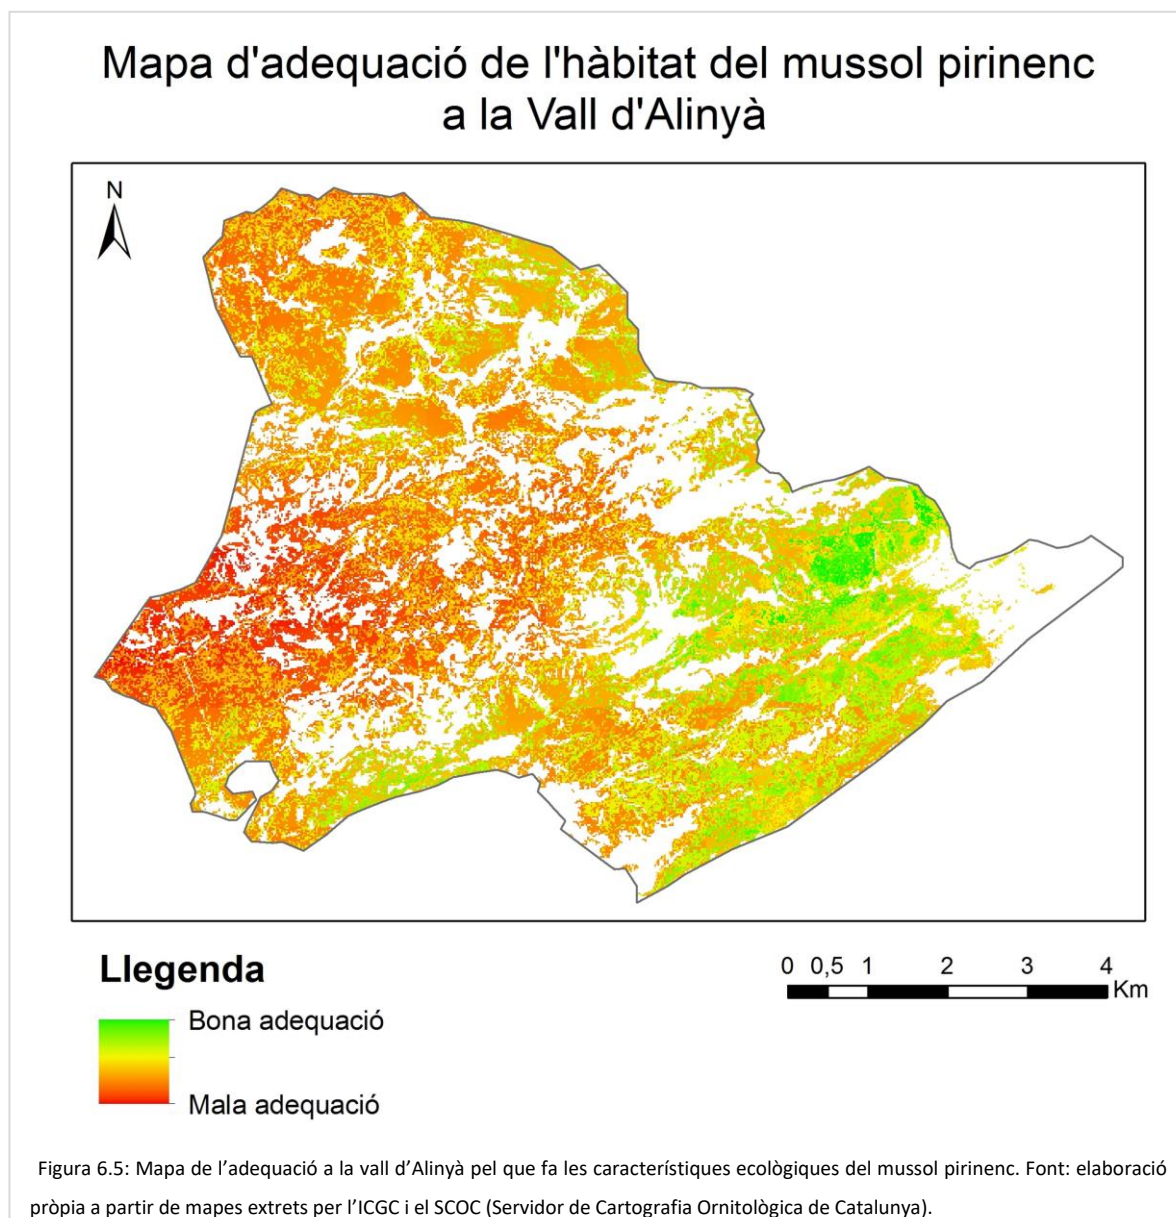 Mapa d'adequació de l'hàbitat del mussol pirinenc
a la Vall d'Alinyà
N
Llegenda
Bona adequació
Mala adequació
0 0,5 1 2 3 4
Km
Figura 6.5: Mapa de l’adequació a la vall d’Alinyà pel que fa les característiques ecològiques del mussol pirinenc. Font: elaboració
pròpia a partir de mapes extrets per l’ICGC i el SCOC (Servidor de Cartografia Ornitològica de Catalunya).